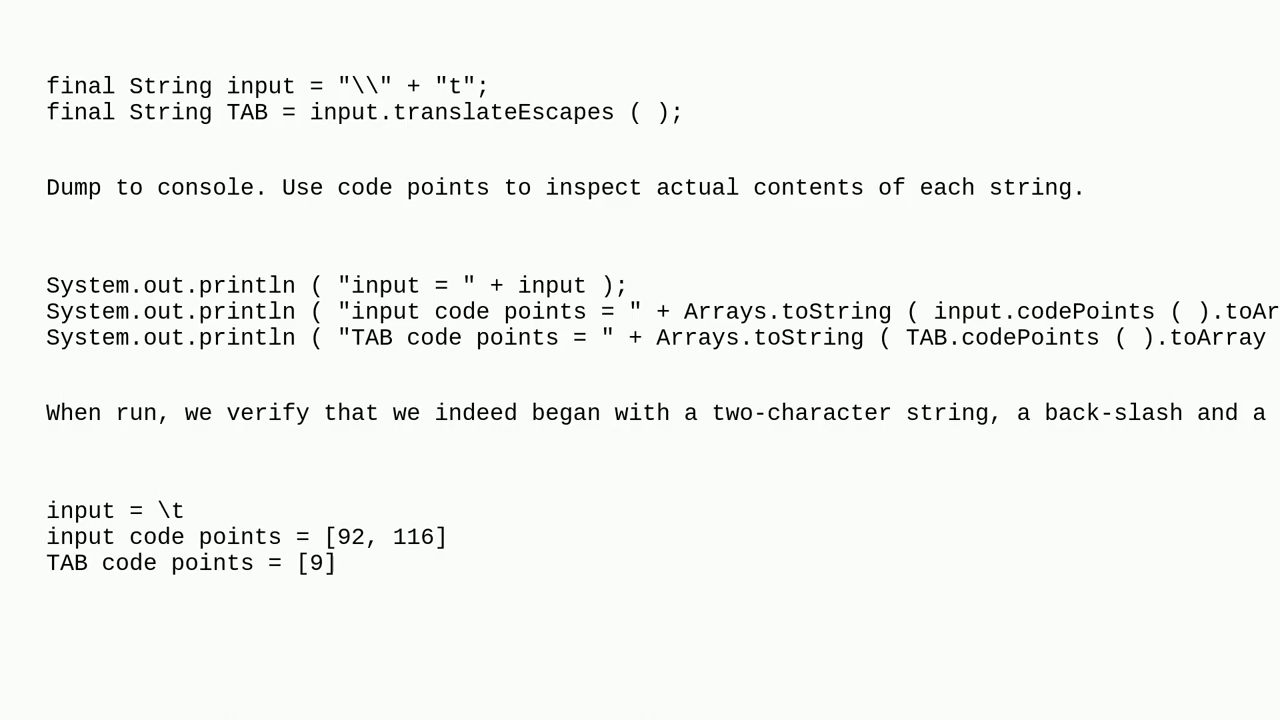 final String input = "\\" + "t";
final String TAB = input.translateEscapes ( );
Dump to console. Use code points to inspect actual contents of each string.
System.out.println ( "input = " + input );
System.out.println ( "input code points = " + Arrays.toString ( input.codePoints ( ).toAr
System.out.println ( "TAB code points = " + Arrays.toString ( TAB.codePoints ( ).toArray
When run, we verify that we indeed began with a two-character string, a back-slash and a
input = \t
input code points = [92, 116]
TAB code points = [9]